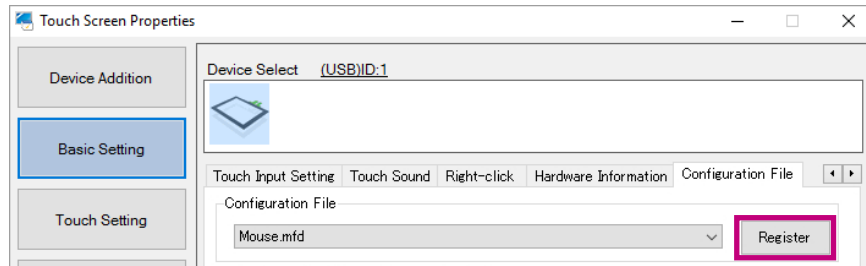 Touch Screen Properties
Device Addition
Basic Setting
Touch Setting
Device Select (USB)ID:1
Touch Input Setting Touch Sound Right-click Hardware Information Configuration File
Configuration File
Mouse.mfd
Register